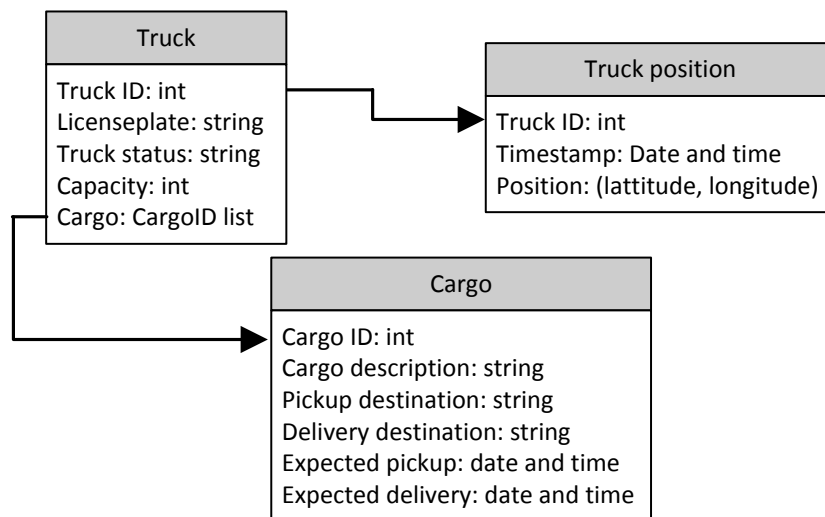 Truck
Truck ID: int
Licenseplate: string
Truck status: string
Capacity: int
Cargo: CargoID list
Truck position
Truck ID: int
Timestamp: Date and time
Position: (lattitude, longitude)
Cargo
Cargo ID: int
Cargo description: string
Pickup destination: string
Delivery destination: string
Expected pickup: date and time
Expected delivery: date and time